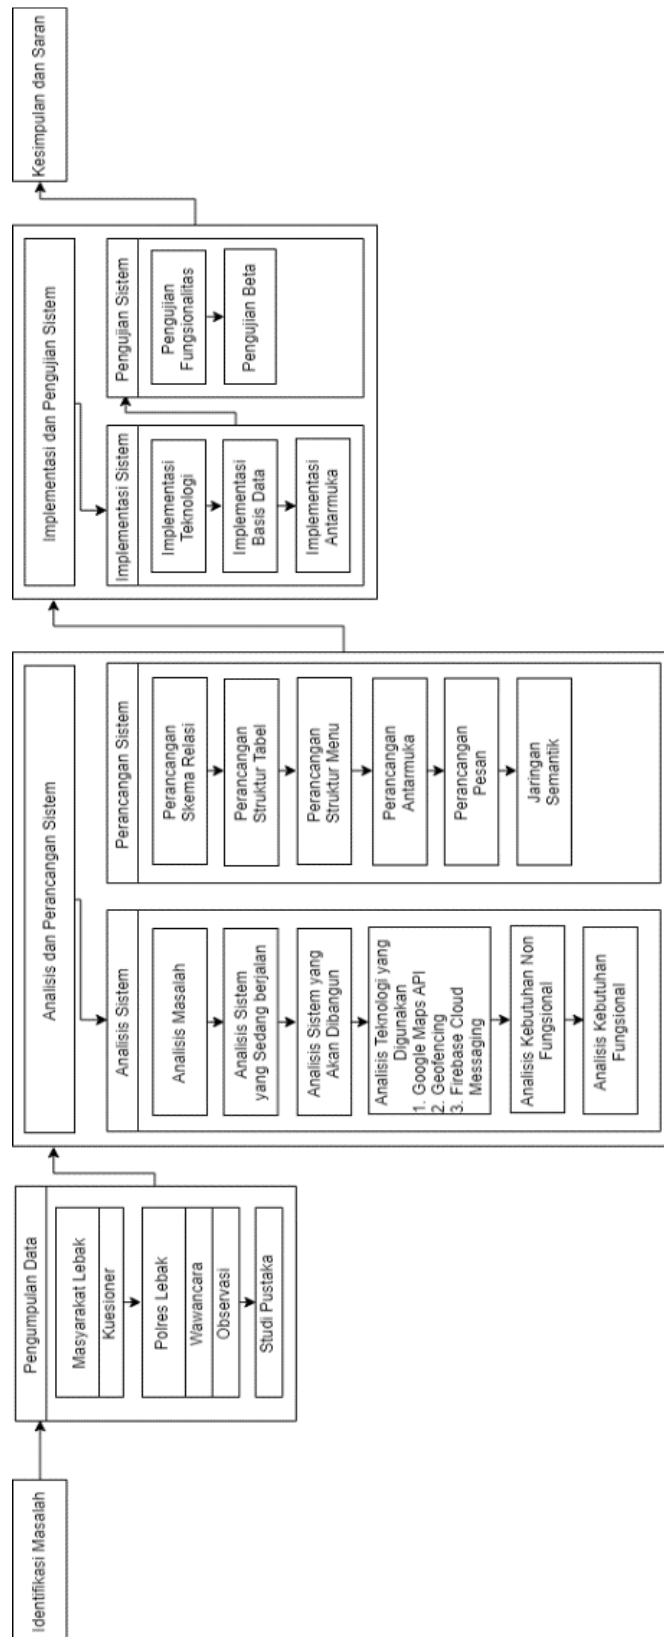 Identifikasi Masalah
Pengumpulan Data
Masyarakat Lebak
Kuesioner
Polres Lebak
Wawancara
Observasi
Studi Pustaka
Analisis dan Perancangan Sistem
Analisis Sistem
Analisis Masalah
Analisis Sistem
yang Sedang berjalan
Analisis Sistem yang
Akan Dibangun
Analisis Teknologi yang
Digunakan
1. Google Maps API
2. Geofencing
3. Firebase Cloud
Messaging
Analisis Kebutuhan Non
Fungsional
Analisis Kebutuhan
Fungsional
Perancangan Sistem
Perancangan
Skema Relasi
Perancangan
Struktur Tabel
Perancangan
Struktur Menu
Perancangan
Antarmuka
Perancangan
Pesan
Jaringan
Semantik
Implementasi dan Pengujian Sistem
Implementasi Sistem
Implementasi
Teknologi
Implementasi
Basis Data
Implementasi
Antarmuka
Pengujian Sistem
Pengujian
Fungsionalitas
Pengujian Beta
Kesimpulan dan Saran